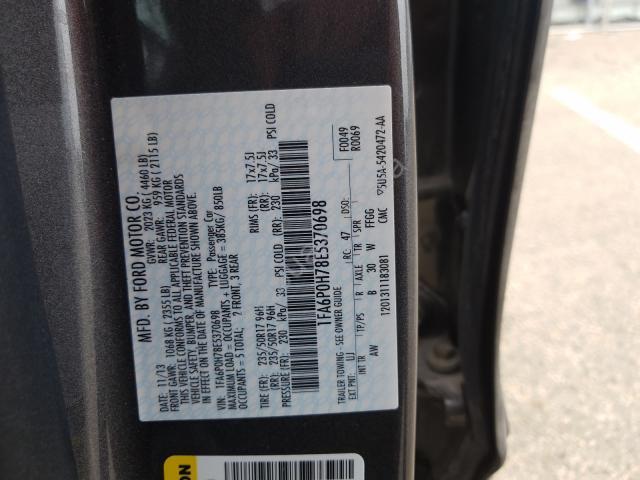 MFD. BY FORD MOTOR CO.
11/13 GVWR: 2023 KG ( 4460 LB)
FRONT GAWR: 1068 KG ( 2355 LB) REAR GAWR: 959 KG ( 2115 LB)
THIS VEHICLE CONFORMS TO ALL APPLICABLE FEDERAL MOTOR
VEHICLE SAFETY, BUMPER, AND THEFT PREVENTION STANDARDS
IN EFFECT ON THE DATE OF MANUFACTURE SHOWN ABOVE.
VIN: 1FA6P0H78E5370698 TYPE: Passenger Car
MAXIMUM LOAD = OCCUPANTS + LUGGAGE = 385KG/ 850LB
OCCUPANTS = 5 TOTAL; 2 FRONT, 3 REAR
TIRE (FR): 235/50R17 96H RIMS (FR): 17x7.5J
(RR): 235/50R17 96H (RR): 17x7.5J
PRESSURE (FR): 230 kPa/ 33 PSI COLD (RR): 230 kPa/ 33 PSI COLD
1FA6P0H78E5370698
F0049
R0069
TRAILER TOWING - SEE OWNER GUIDE
EXT PNT: UJ RC: 47 DSO:
INT TR TP/PS R AXLE TR
AW B 30 W FFGG
CMC
1201311183081 5U5A-5420472-AA
ON